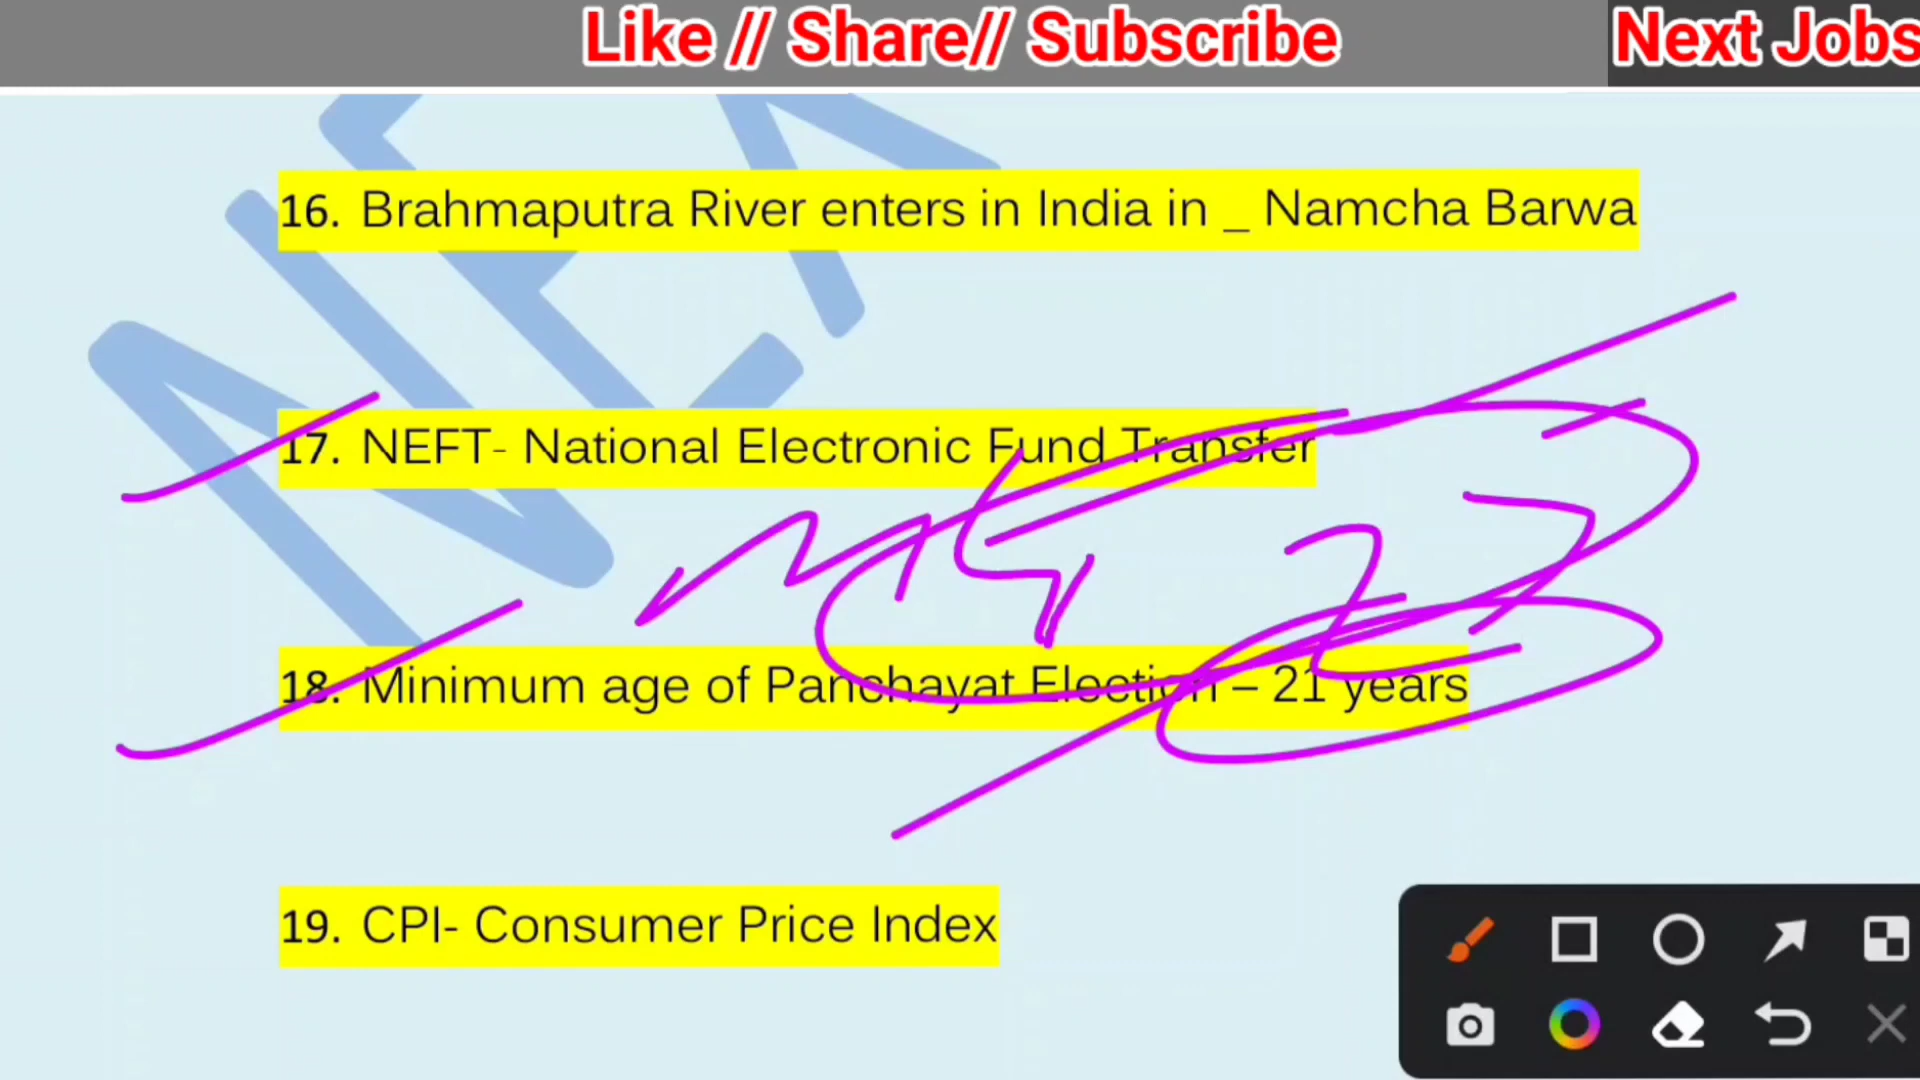 Like // Share// Subscribe
Next Jobs
16. Brahmaputra River enters in India in _ Namcha Barwa
17. NEFT- National Electronic Fund Transfer
18. Minimum age of Panchayat Election – 21 years
19. CPI- Consumer Price Index